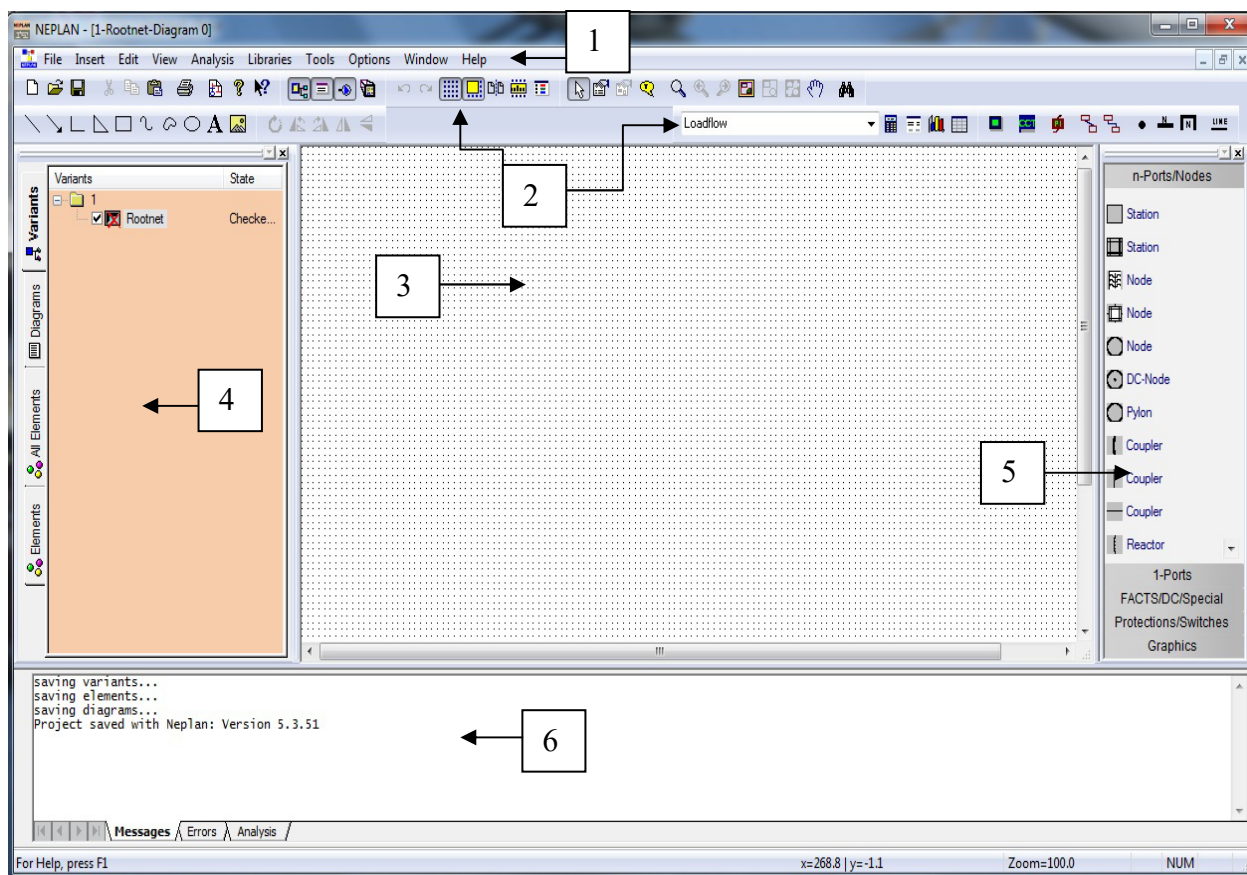 NEPLAN - [1-Rootnet-Diagram 0]
1
File Insert Edit View Analysis Libraries Tools Options Window Help
Loadflow
LINE
2
Variants State
1
Rootnet Checke...
Variants
Diagrams
All Elements
Elements
3
4
n-Ports/Nodes
Station
Station
Node
Node
Node
DC-Node
Pylon
Coupler
5
Coupler
Coupler
Reactor
1-Ports
FACTS/DC/Special
Protections/Switches
Graphics
saving variants...
saving elements...
saving diagrams...
Project saved with Neplan: Version 5.3.51
6
Messages Errors Analysis
For Help, press F1 x=268.8 | y=-1.1 Zoom=100.0 NUM